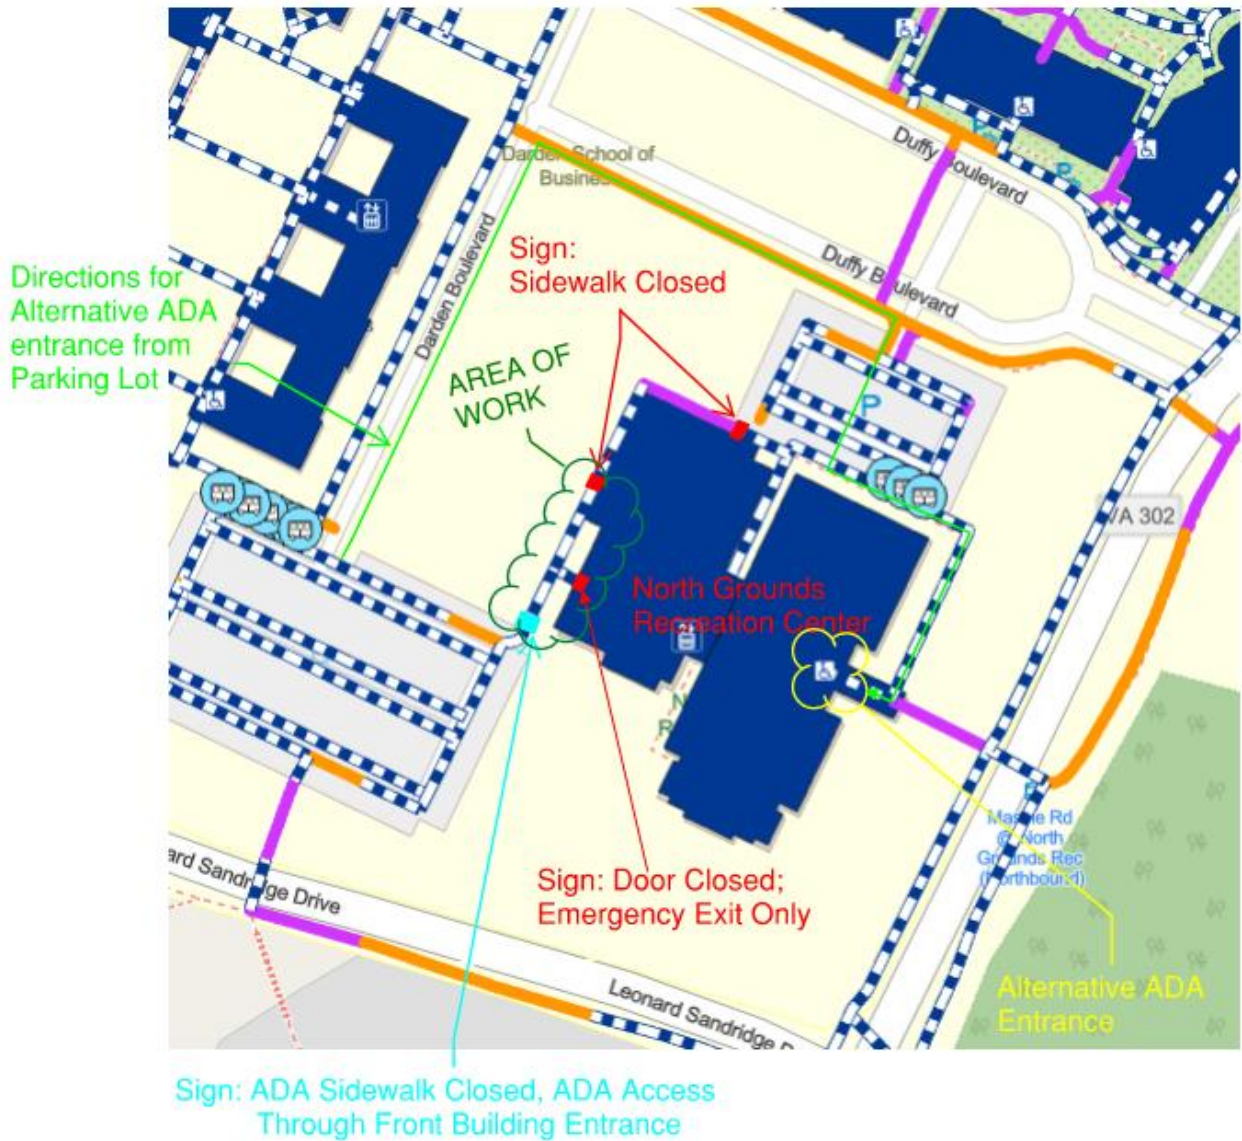 Duffy Boulevard
Darden School of
Business
Sign:
Sidewalk Closed
Duffy Boulevard
Directions for
Alternative ADA
entrance from
Parking Lot
Darden Boulevard
AREA OF
WORK
P
VA 302
North Grounds
Recreation Center
Massie Rd
@ North
Grounds Rec
(Northbound)
Sign: Door Closed;
Emergency Exit Only
ard Sandridge Drive
Leonard Sandridge D
Alternative ADA
Entrance
Sign: ADA Sidewalk Closed, ADA Access
Through Front Building Entrance